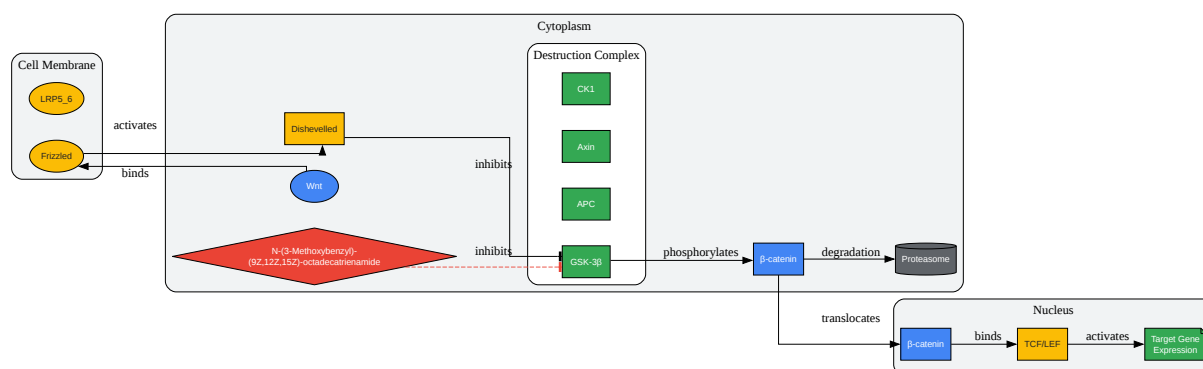 Cytoplasm
Cell Membrane
LRP5_6
Frizzled
activates
binds
Dishevelled
Wnt
N-(3-Methoxybenzyl)-
(9Z,12Z,15Z)-octadecatrienamide
inhibits
inhibits
Destruction Complex
CK1
Axin
APC
GSK-3β
phosphorylates
β-catenin
degradation
Proteasome
translocates
Nucleus
β-catenin
binds
TCF/LEF
activates
Target Gene
Expression